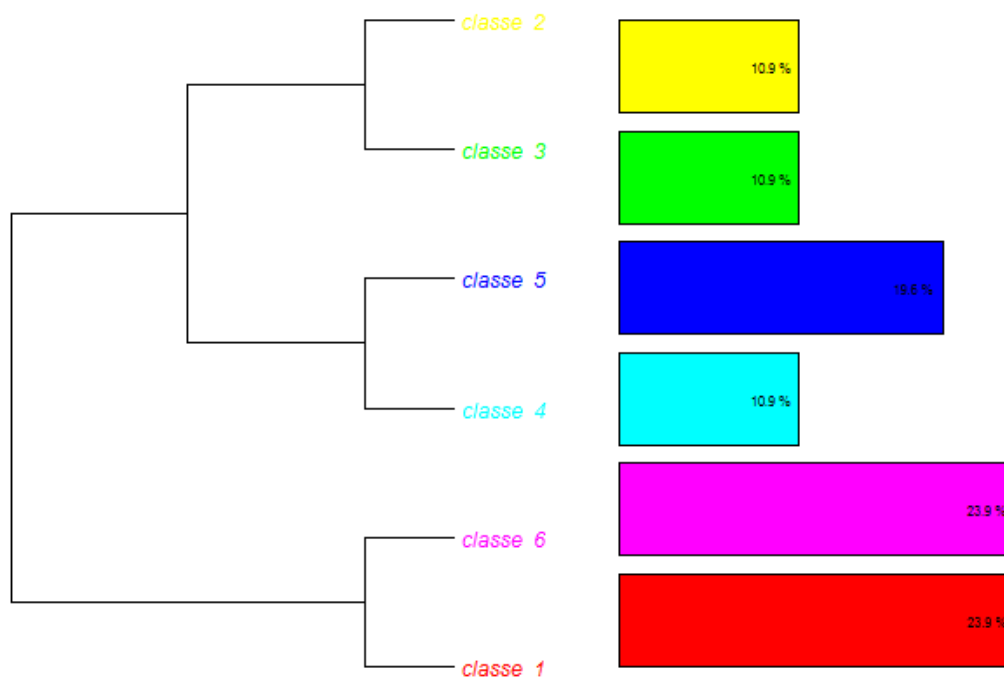 classe 2
10.9 %
classe 3
10.9 %
classe 5
19.6 %
classe 4
10.9 %
classe 6
23.9 %
classe 1
23.9 %